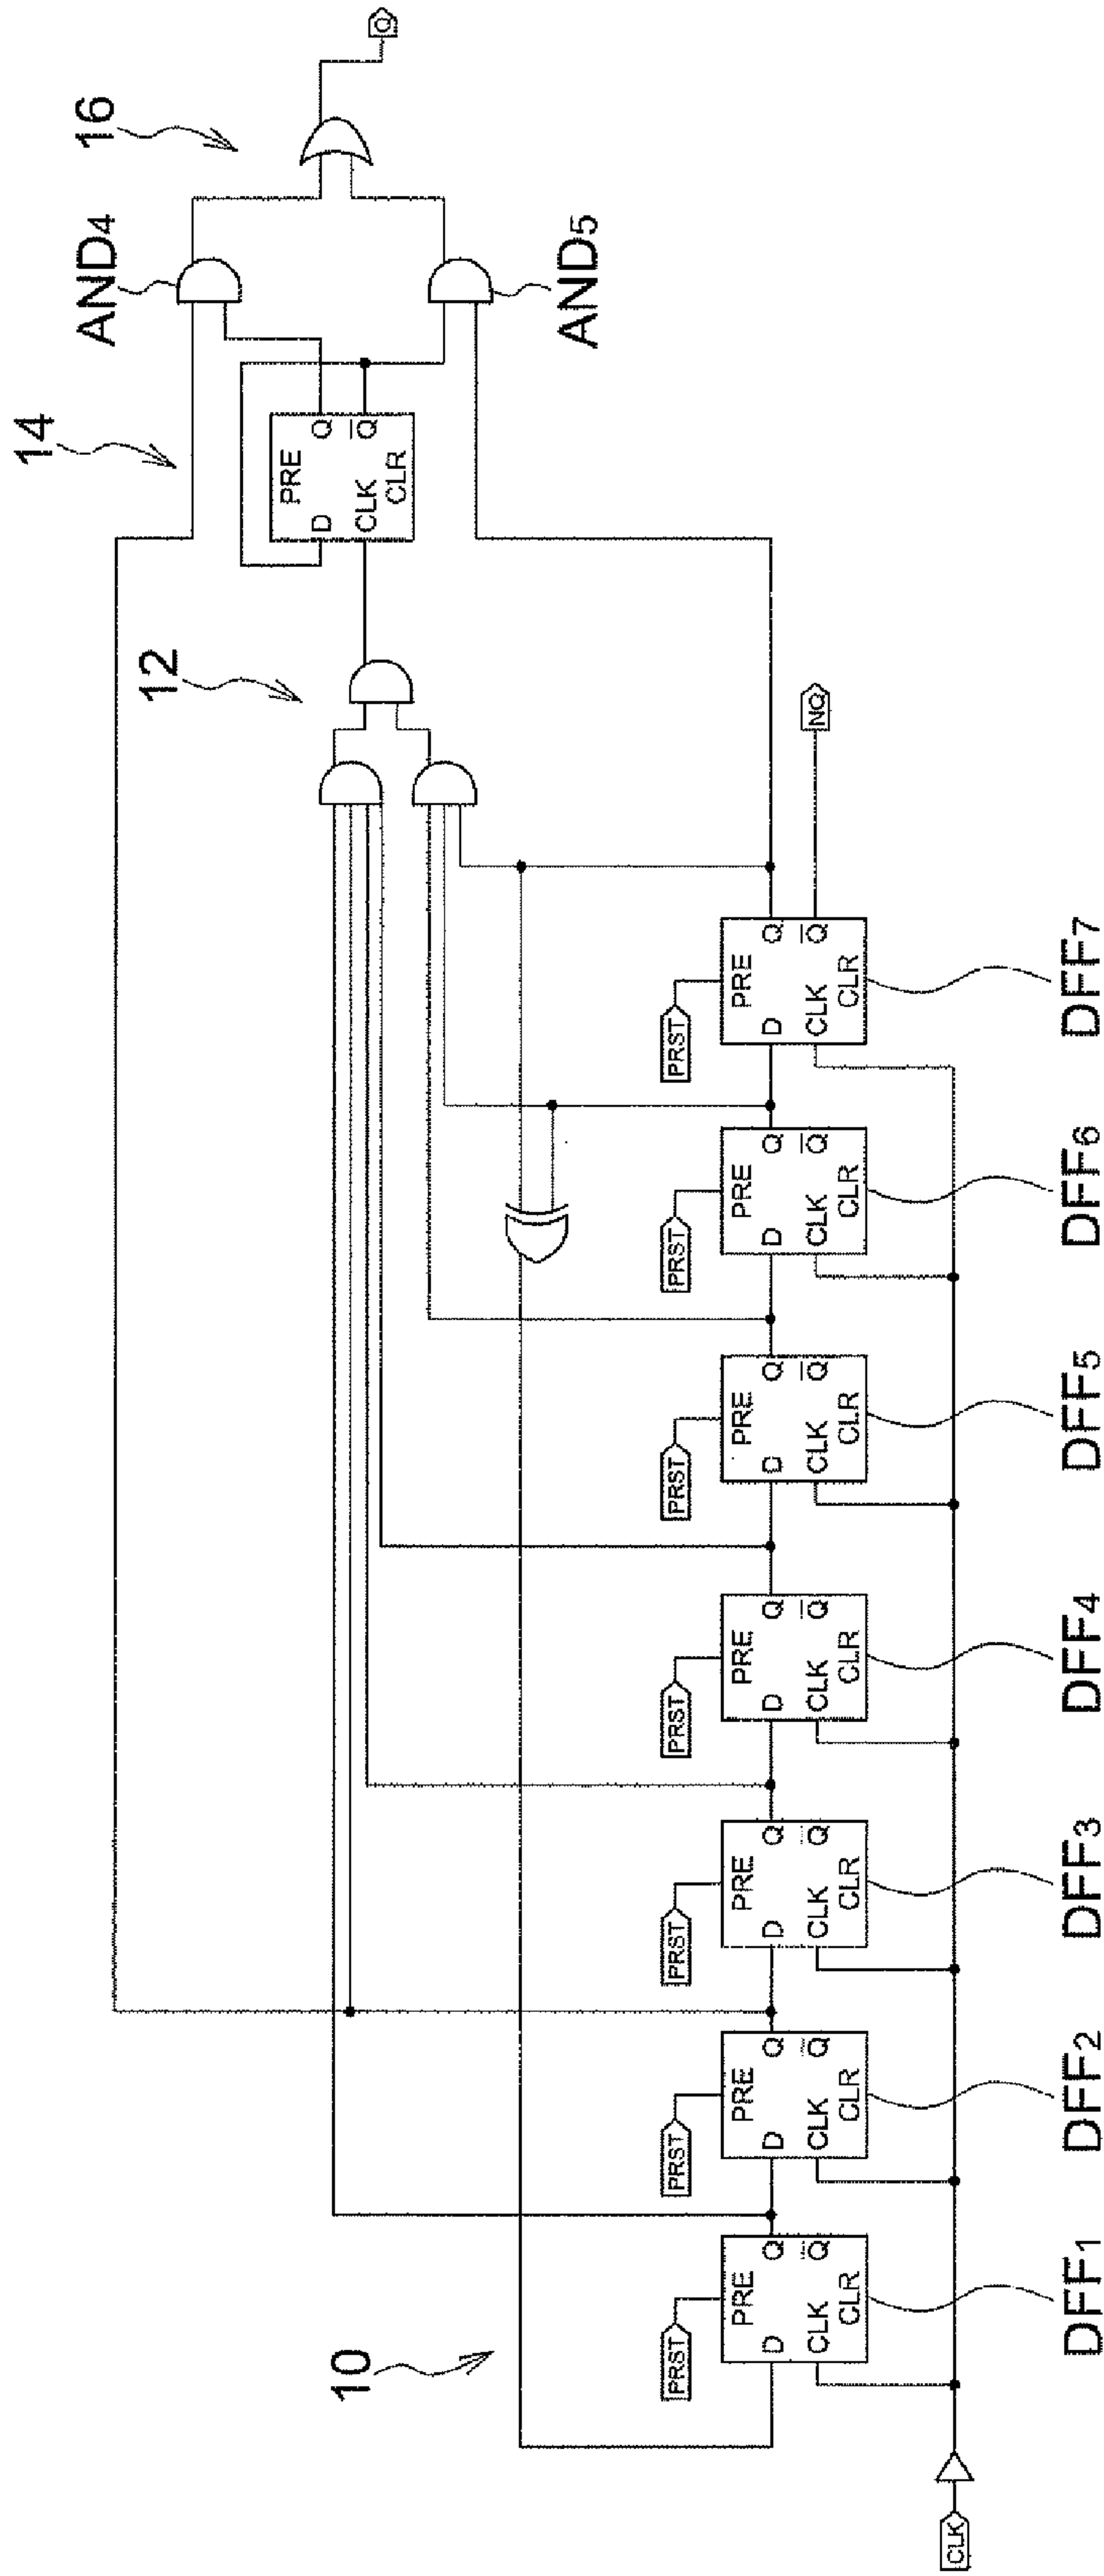 10
12
14
16
AND4
AND5
Q
PRE
D
Q
CLK
Q
CLR
NQ
PRST
PRST
PRST
PRST
PRST
PRST
PRST
PRE
D
Q
CLK
Q
CLR
PRE
D
Q
CLK
Q
CLR
PRE
D
Q
CLK
Q
CLR
PRE
D
Q
CLK
Q
CLR
PRE
D
Q
CLK
Q
CLR
PRE
D
Q
CLK
Q
CLR
PRE
D
Q
CLK
Q
CLR
CLK
DFF1
DFF2
DFF3
DFF4
DFF5
DFF6
DFF7